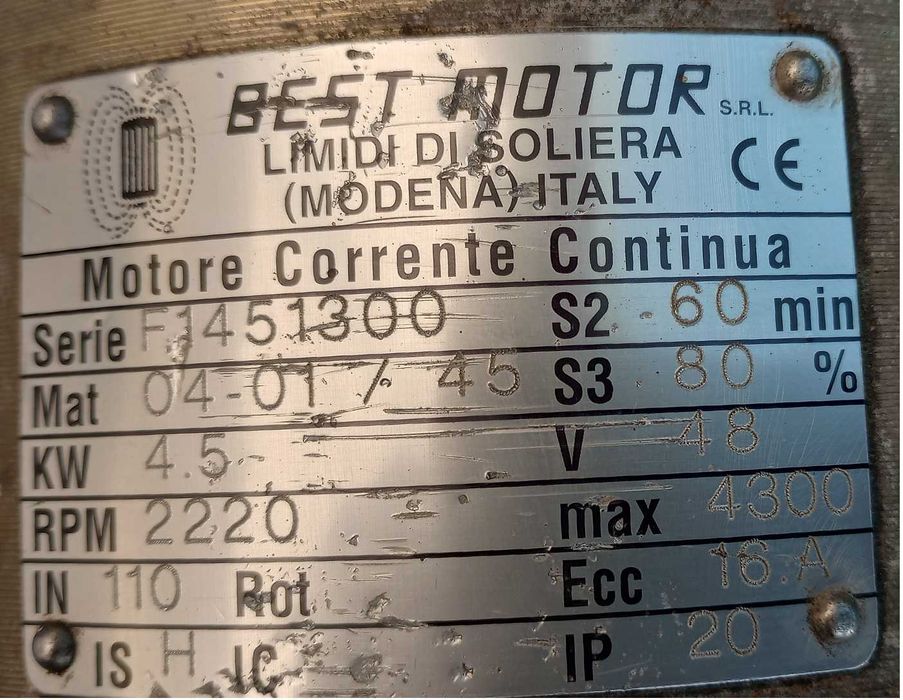 BEST MOTOR S.R.L.
LIMIDI DI SOLIERA
(MODENA) ITALY CE
Motore Corrente Continua
Serie F1451300 S2 60 min
Mat 04-01 / 45 S3 80 %
KW 4.5 V 48
RPM 2220 max 4300
IN 110 Rot Ecc 16.A
IS H IC IP 20